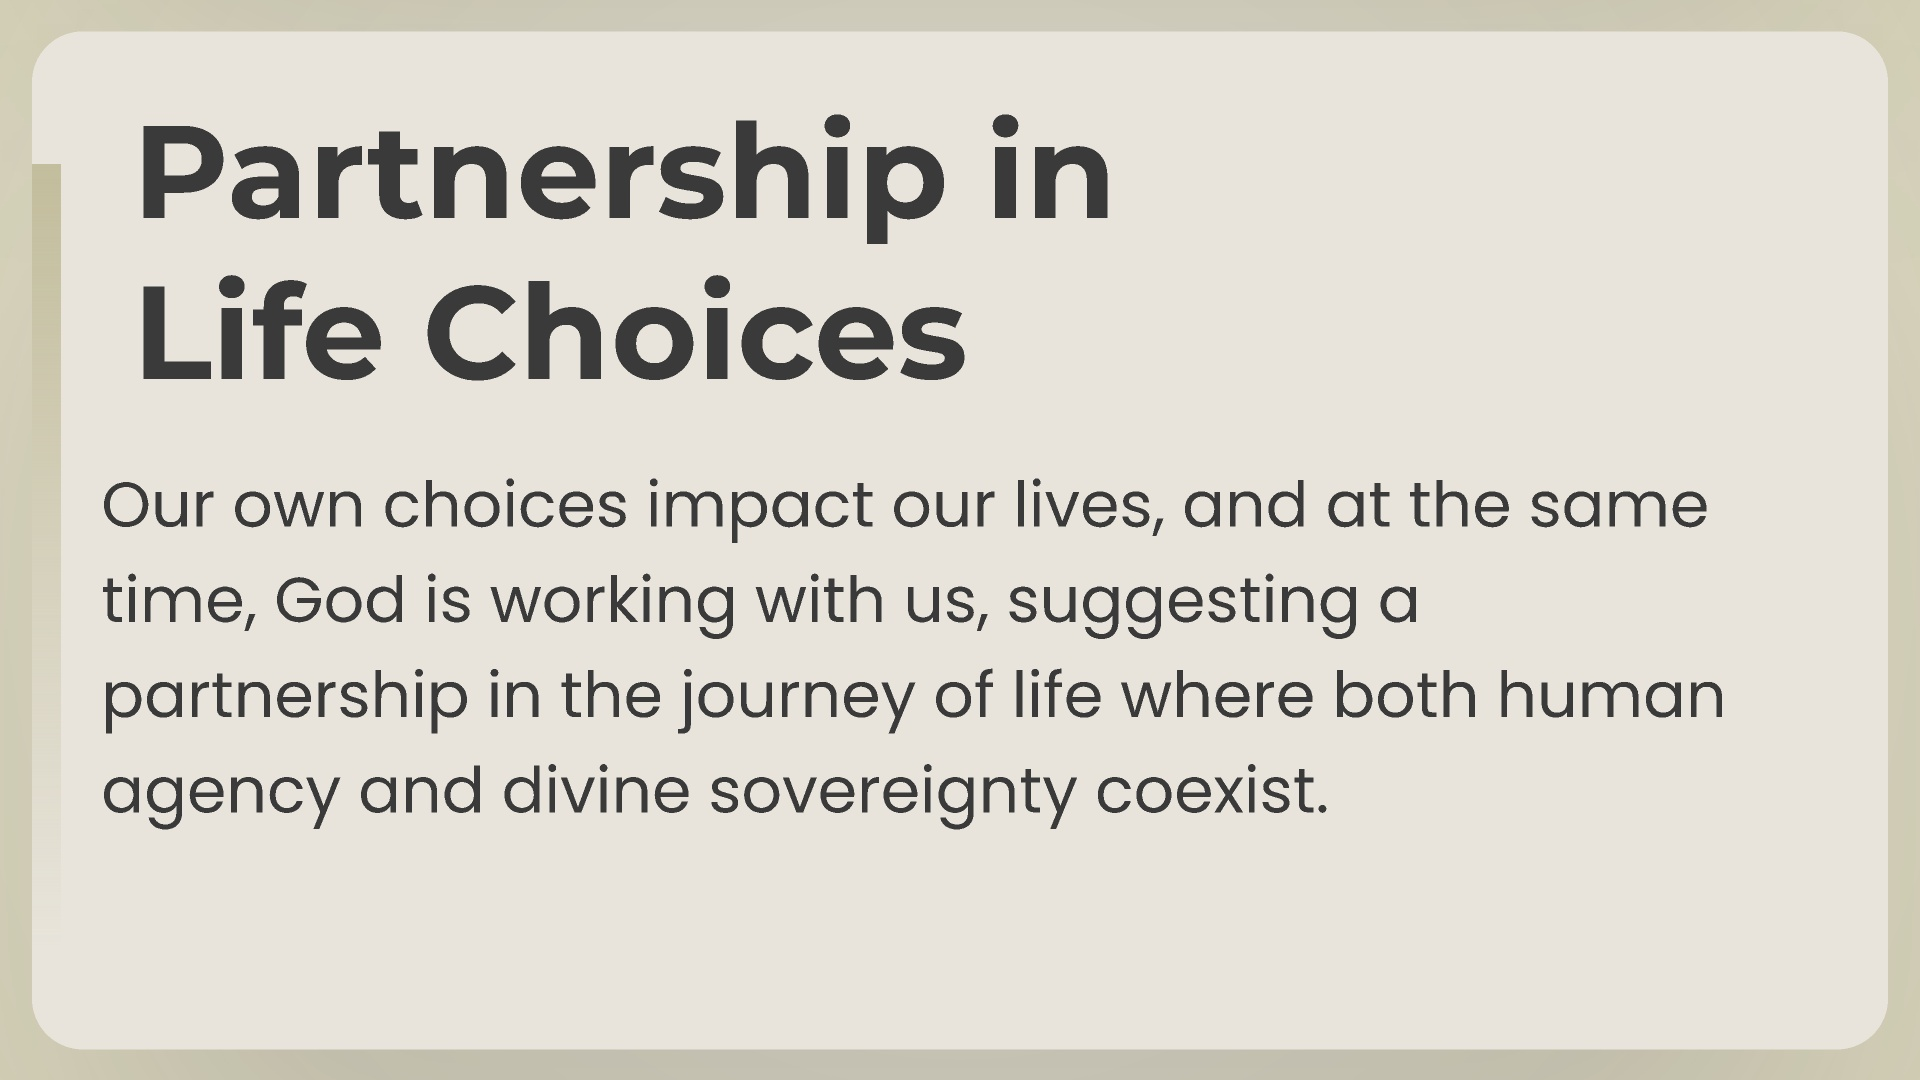 Partnership in
Life Choices
Our own choices impact our lives, and at the same
time, God is working with us, suggesting a
partnership in the journey of life where both human
agency and divine sovereignty coexist.